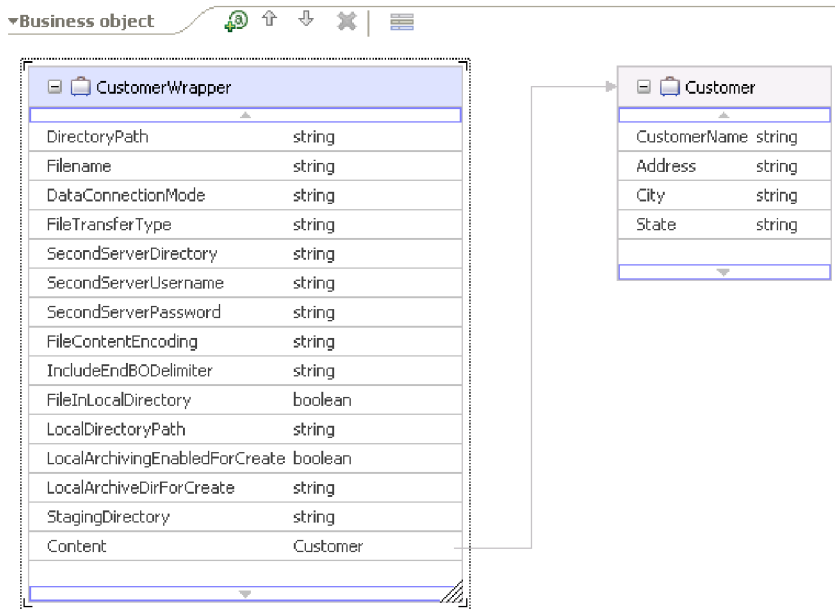 Business object
CustomerWrapper
DirectoryPath string
Filename string
DataConnectionMode string
FileTransferType string
SecondServerDirectory string
SecondServerUsername string
SecondServerPassword string
FileContentEncoding string
IncludeEndBODelimiter string
FileInLocalDirectory boolean
LocalDirectoryPath string
LocalArchivingEnabledForCreate boolean
LocalArchiveDirForCreate string
StagingDirectory string
Content Customer
Customer
CustomerName string
Address string
City string
State string